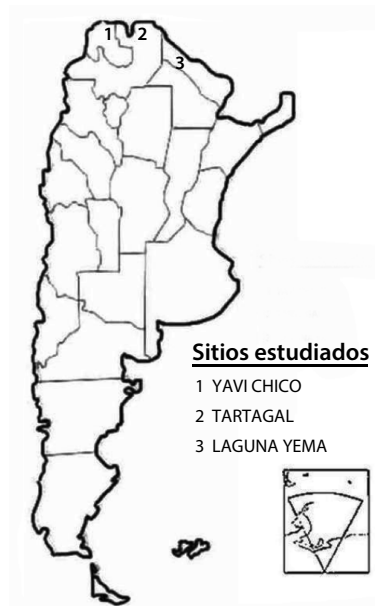 1 2
3
Sitios estudiados
1 YAVI CHICO
2 TARTAGAL
3 LAGUNA YEMA